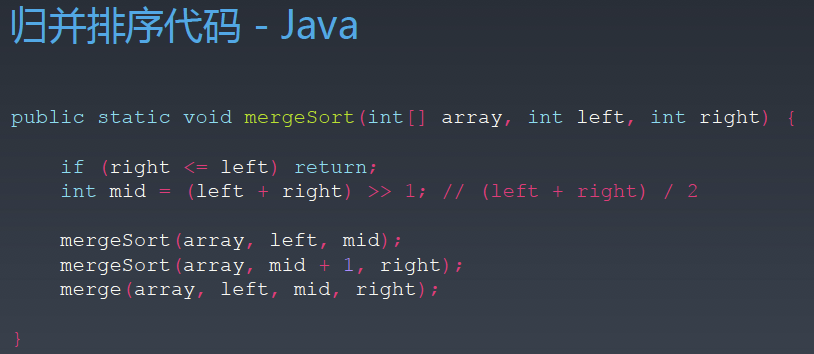 归并排序代码 - Java
public static void mergeSort(int[] array, int left, int right) {
if (right <= left) return;
int mid = (left + right) >> 1; // (left + right) / 2
mergeSort(array, left, mid);
mergeSort(array, mid + 1, right);
merge(array, left, mid, right);
}